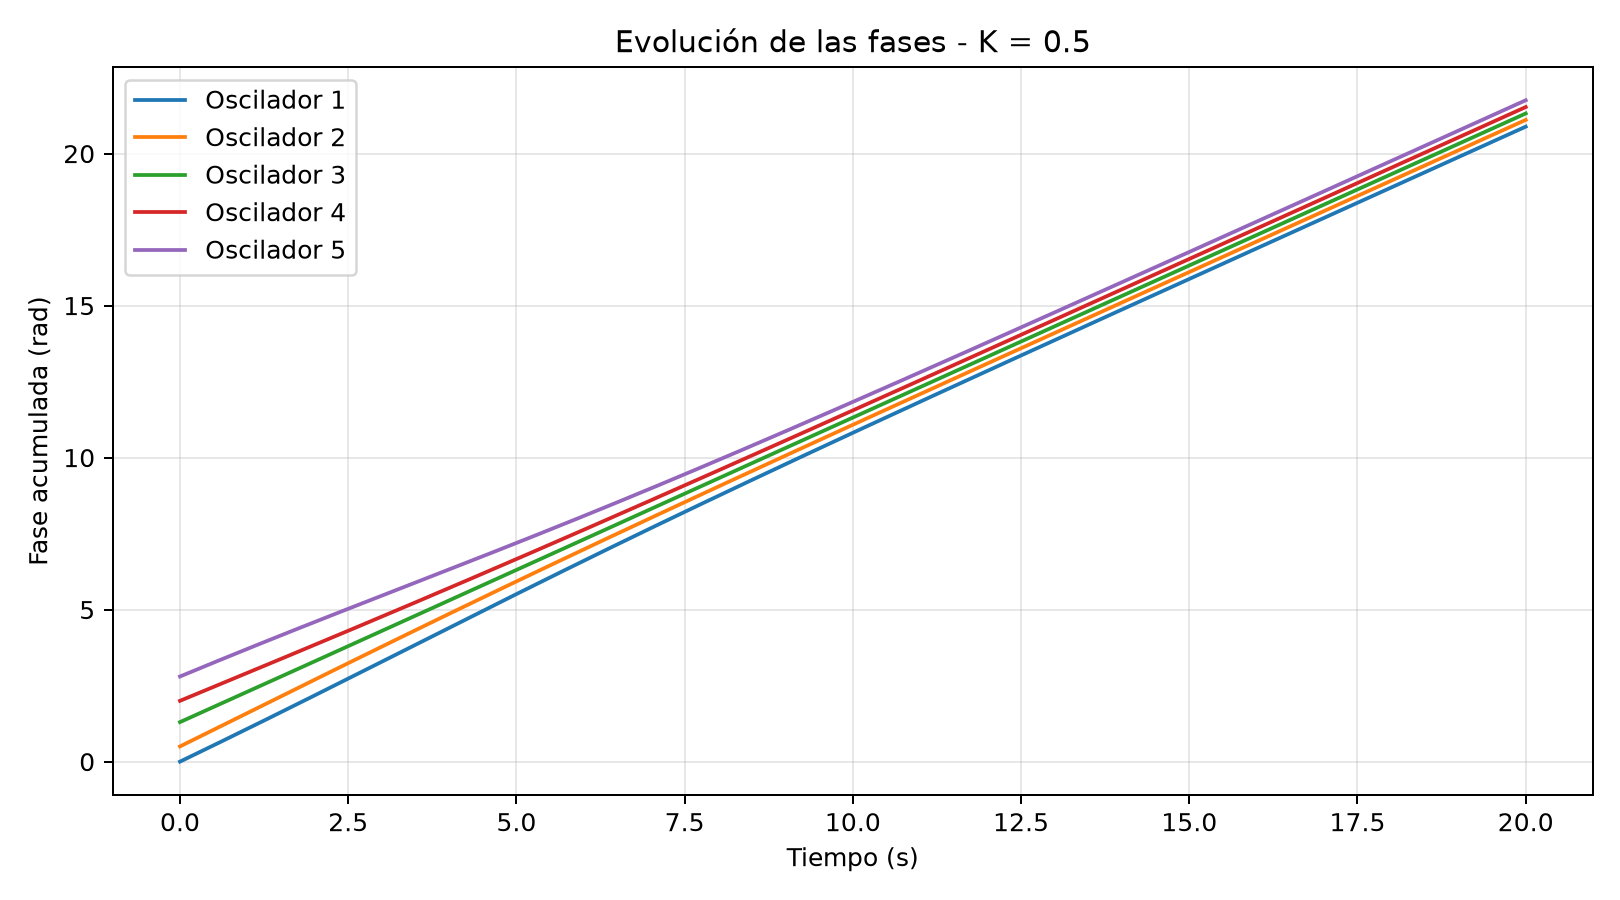 Evolución de las fases - K = 0.5
Oscilador 1
Oscilador 2
Oscilador 3
Oscilador 4
Oscilador 5
20
15
10
5
0
Fase acumulada (rad)
0.0 2.5 5.0 7.5 10.0 12.5 15.0 17.5 20.0
Tiempo (s)